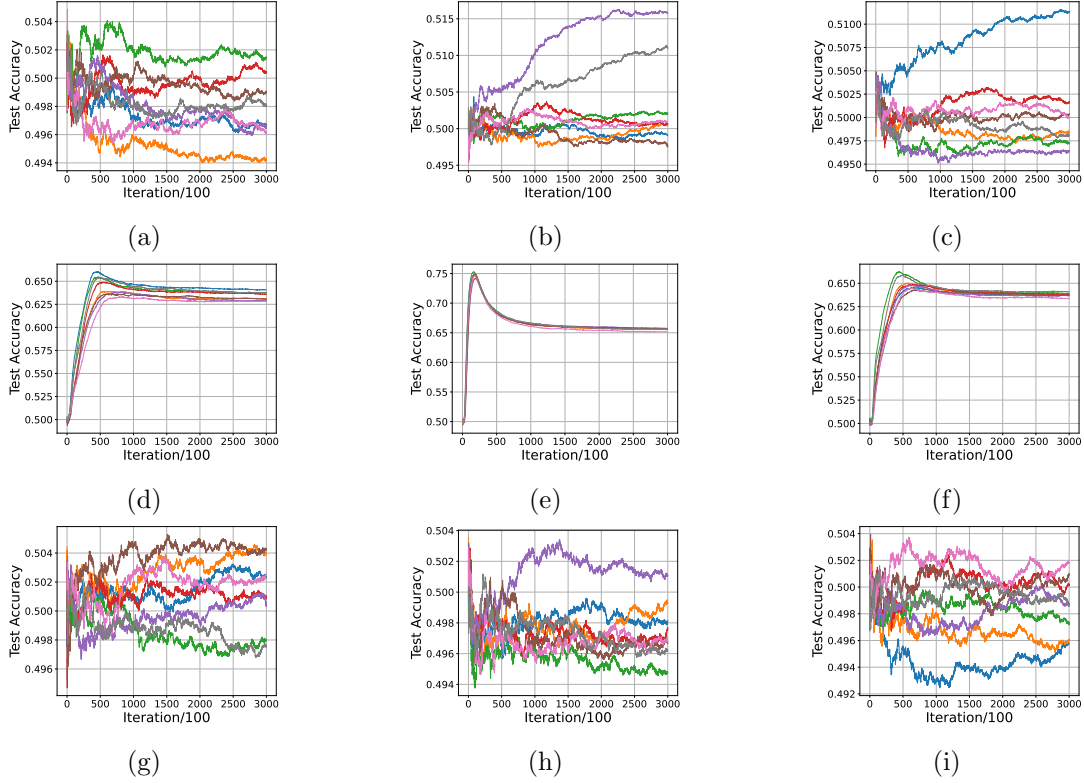 0.504
0.502
0.500
0.498
0.496
0.494
Test Accuracy
0 500 1000 1500 2000 2500 3000
Iteration/100
(a)
0.515
0.510
0.505
0.500
0.495
Test Accuracy
0 500 1000 1500 2000 2500 3000
Iteration/100
(b)
0.5100
0.5075
0.5050
0.5025
0.5000
0.4975
0.4950
Test Accuracy
0 500 1000 1500 2000 2500 3000
Iteration/100
(c)
0.650
0.625
0.600
0.575
0.550
0.525
0.500
Test Accuracy
0 500 1000 1500 2000 2500 3000
Iteration/100
(d)
0.75
0.70
0.65
0.60
0.55
0.50
Test Accuracy
0 500 1000 1500 2000 2500 3000
Iteration/100
(e)
0.650
0.625
0.600
0.575
0.550
0.525
0.500
Test Accuracy
0 500 1000 1500 2000 2500 3000
Iteration/100
(f)
0.504
0.502
0.500
0.498
0.496
Test Accuracy
0 500 1000 1500 2000 2500 3000
Iteration/100
(g)
0.504
0.502
0.500
0.498
0.496
0.494
Test Accuracy
0 500 1000 1500 2000 2500 3000
Iteration/100
(h)
0.504
0.502
0.500
0.498
0.496
0.494
0.492
Test Accuracy
0 500 1000 1500 2000 2500 3000
Iteration/100
(i)